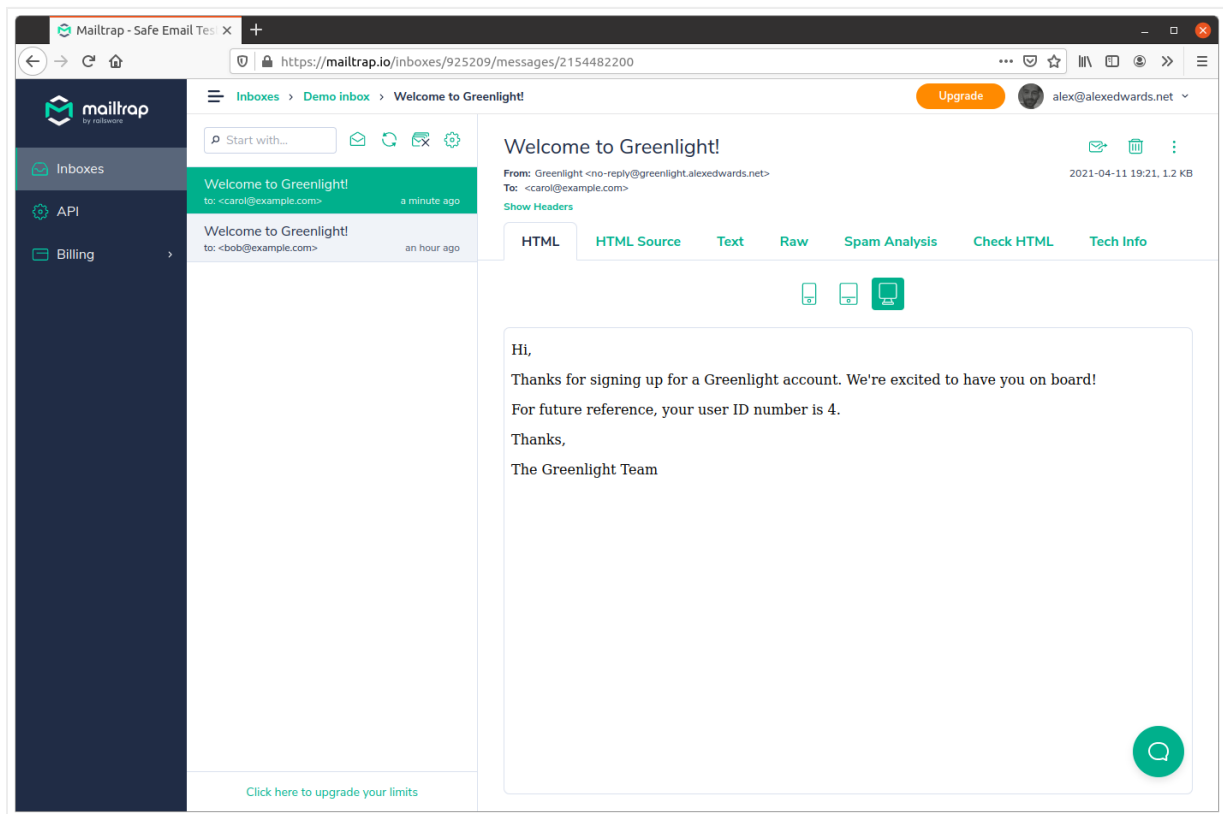 Mailtrap - Safe Email Tes
https://mailtrap.io/inboxes/925209/messages/2154482200
mailtrap
by railsware
Inboxes › Demo inbox › Welcome to Greenlight!
Upgrade
alex@alexedwards.net
Inboxes
API
Billing
Start with...
Welcome to Greenlight!
to: <carol@example.com> a minute ago
Welcome to Greenlight!
to: <bob@example.com> an hour ago
Click here to upgrade your limits
Welcome to Greenlight!
From: Greenlight <no-reply@greenlight.alexedwards.net>
2021-04-11 19:21, 1.2 KB
To: <carol@example.com>
Show Headers
HTML HTML Source Text Raw Spam Analysis Check HTML Tech Info
Hi,
Thanks for signing up for a Greenlight account. We're excited to have you on board!
For future reference, your user ID number is 4.
Thanks,
The Greenlight Team